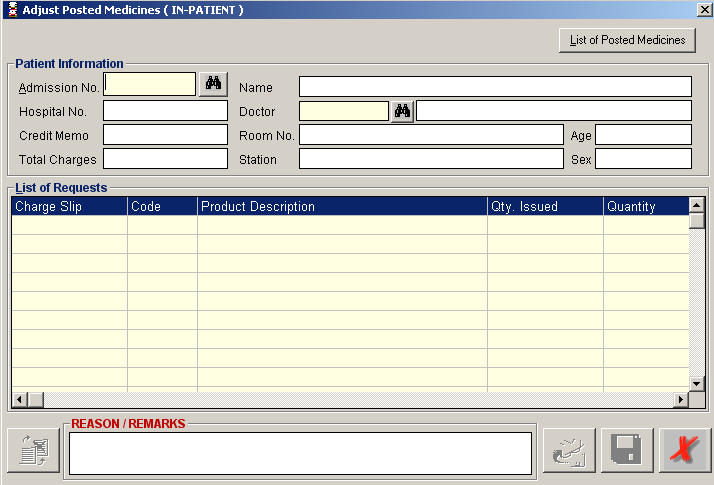 Adjust Posted Medicines ( IN-PATIENT )
List of Posted Medicines
Patient Information
Admission No. Name
Hospital No. Doctor
Credit Memo Room No. Age
Total Charges Station Sex
List of Requests
Charge Slip Code Product Description Qty. Issued Quantity
REASON / REMARKS